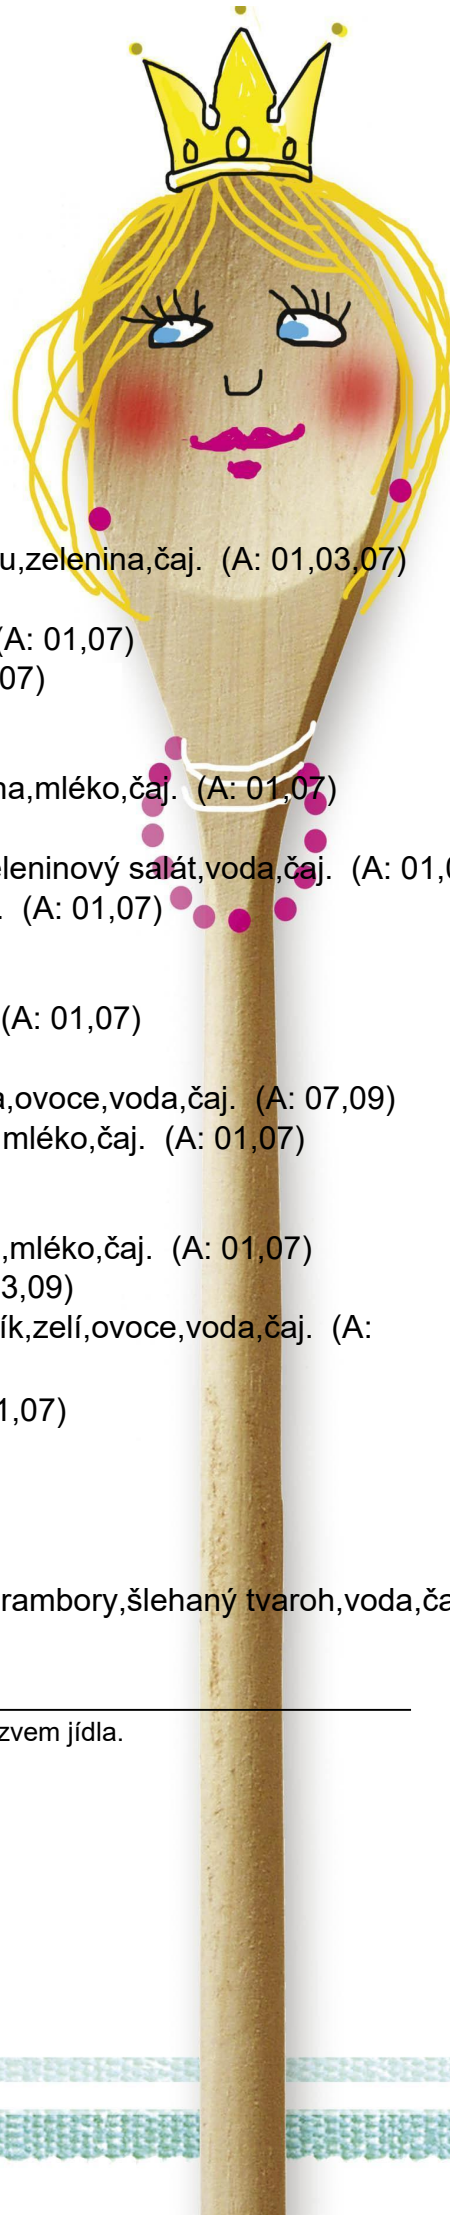 u,zelenina,čaj. (A: 01,03,07)
(A: 01,07)
07)
na,mléko,čaj. (A: 01,07)
eleninový salát,voda,čaj. (A: 01,0
. (A: 01,07)
(A: 01,07)
a,ovoce,voda,čaj. (A: 07,09)
mléko,čaj. (A: 01,07)
,mléko,čaj. (A: 01,07)
3,09)
ík,zelí,ovoce,voda,čaj. (A:
1,07)
rambory,šlehaný tvaroh,voda,ča
zvem jídla.